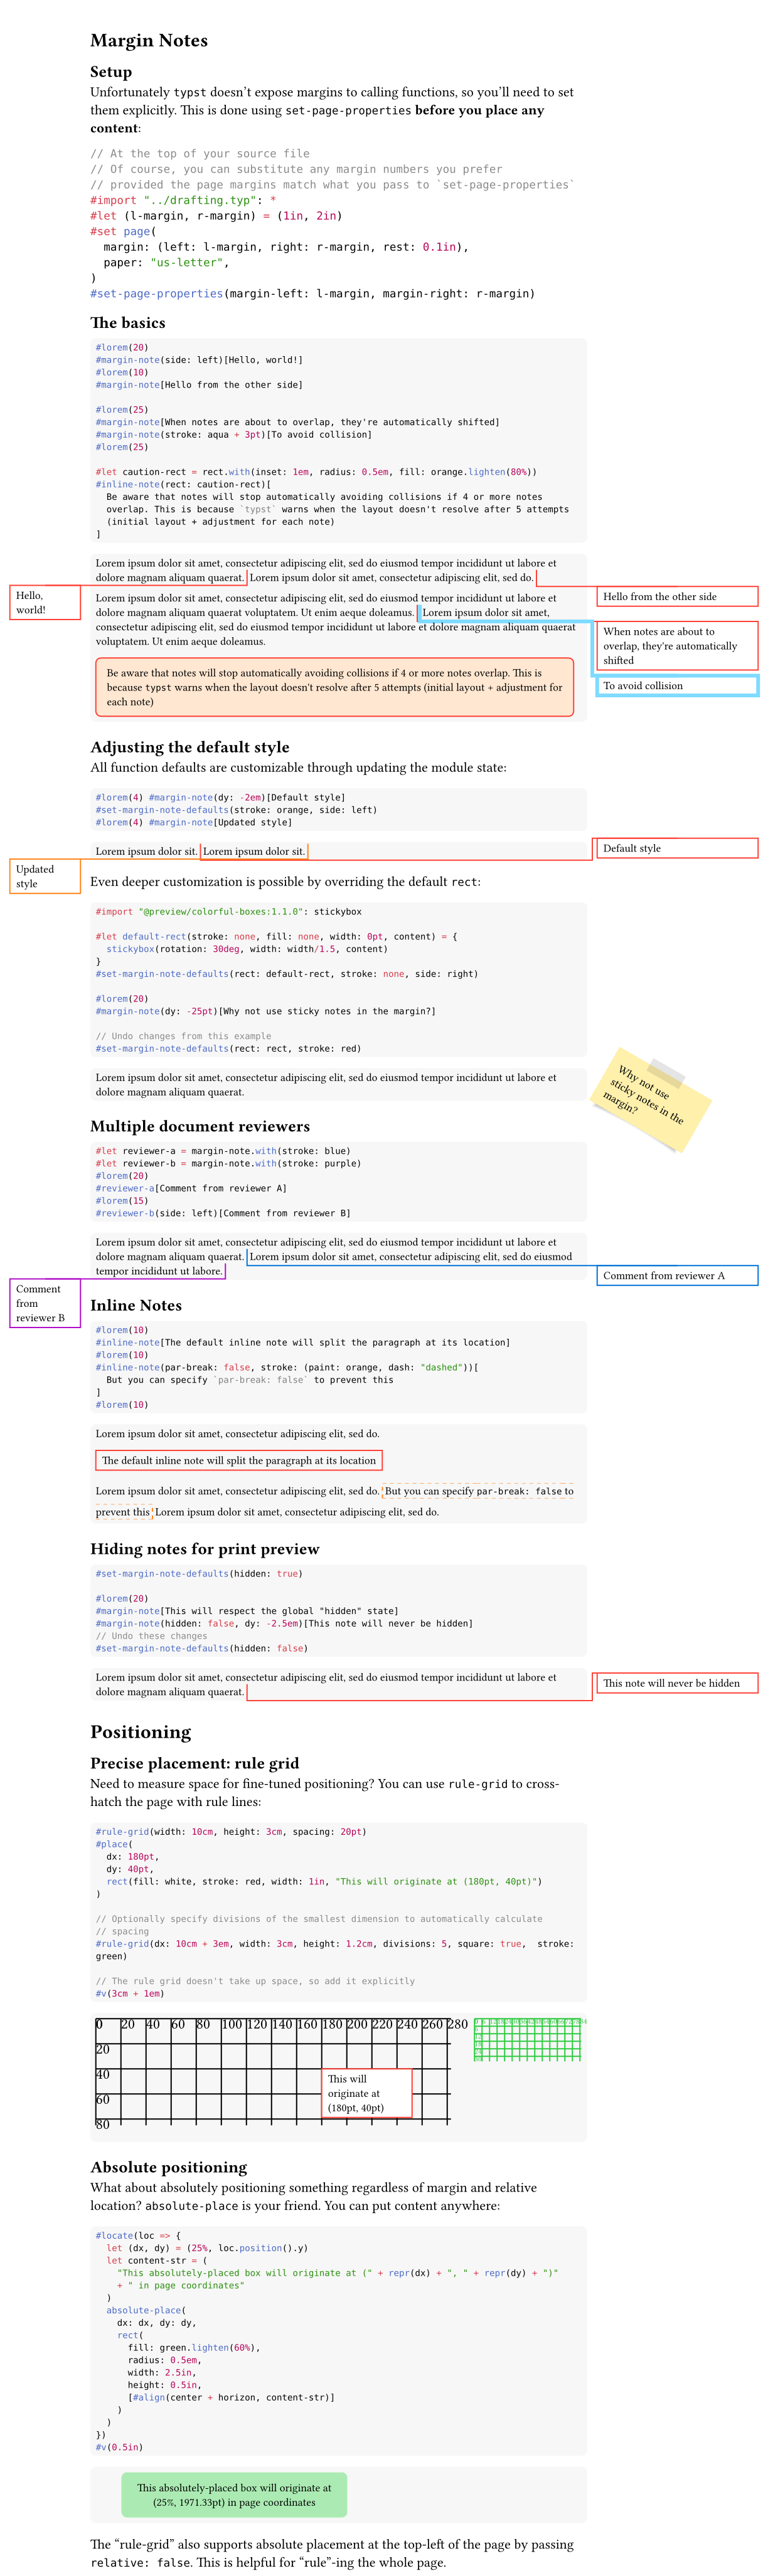 Margin Notes
Setup
Unfortunately typst doesn't expose margins to calling functions, so you'll need to set
them explicitly. This is done using set-page-properties before you place any
content:
// At the top of your source file
// Of course, you can substitute any margin numbers you prefer
// provided the page margins match what you pass to `set-page-properties`
#import "../drafting.typ": *
#let (l-margin, r-margin) = (1in, 2in)
#set page(
  margin: (left: l-margin, right: r-margin, rest: 0.1in),
  paper: "us-letter",
)
#set-page-properties(margin-left: l-margin, margin-right: r-margin)
The basics
#lorem(20)
#margin-note(side: left)[Hello, world!]
#lorem(10)
#margin-note[Hello from the other side]
#lorem(25)
#margin-note[When notes are about to overlap, they're automatically shifted]
#margin-note(stroke: aqua + 3pt)[To avoid collision]
#lorem(25)
#let caution-rect = rect.with(inset: 1em, radius: 0.5em, fill: orange.lighten(80%))
#inline-note(rect: caution-rect)[
  Be aware that notes will stop automatically avoiding collisions if 4 or more notes
  overlap. This is because `typst` warns when the layout doesn't resolve after 5 attempts
  (initial layout + adjustment for each note)
]
Lorem ipsum dolor sit amet, consectetur adipiscing elit, sed do eiusmod tempor incididunt ut labore et
dolore magnam aliquam quaerat. Lorem ipsum dolor sit amet, consectetur adipiscing elit, sed do.
Hello,
world!
Hello from the other side
Lorem ipsum dolor sit amet, consectetur adipiscing elit, sed do eiusmod tempor incididunt ut labore et
dolore magnam aliquam quaerat voluptatem. Ut enim aeque doleamus. Lorem ipsum dolor sit amet,
consectetur adipiscing elit, sed do eiusmod tempor incididunt ut labore et dolore magnam aliquam quaerat
voluptatem. Ut enim aeque doleamus.
When notes are about to
overlap, they're automatically
shifted
To avoid collision
Be aware that notes will stop automatically avoiding collisions if 4 or more notes overlap. This is
because typst warns when the layout doesn't resolve after 5 attempts (initial layout + adjustment for
each note)
Adjusting the default style
All function defaults are customizable through updating the module state:
#lorem(4) #margin-note(dy: -2em)[Default style]
#set-margin-note-defaults(stroke: orange, side: left)
#lorem(4) #margin-note[Updated style]
Lorem ipsum dolor sit. Lorem ipsum dolor sit.
Default style
Updated
style
Even deeper customization is possible by overriding the default rect:
#import "@preview/colorful-boxes:1.1.0": stickybox
#let default-rect(stroke: none, fill: none, width: 0pt, content) = {
  stickybox(rotation: 30deg, width: width/1.5, content)
}
#set-margin-note-defaults(rect: default-rect, stroke: none, side: right)
#lorem(20)
#margin-note(dy: -25pt)[Why not use sticky notes in the margin?]
// Undo changes from this example
#set-margin-note-defaults(rect: rect, stroke: red)
Lorem ipsum dolor sit amet, consectetur adipiscing elit, sed do eiusmod tempor incididunt ut labore et
dolore magnam aliquam quaerat.
Why not use
sticky notes in the
margin?
Multiple document reviewers
#let reviewer-a = margin-note.with(stroke: blue)
#let reviewer-b = margin-note.with(stroke: purple)
#lorem(20)
#reviewer-a[Comment from reviewer A]
#lorem(15)
#reviewer-b(side: left)[Comment from reviewer B]
Lorem ipsum dolor sit amet, consectetur adipiscing elit, sed do eiusmod tempor incididunt ut labore et
dolore magnam aliquam quaerat. Lorem ipsum dolor sit amet, consectetur adipiscing elit, sed do eiusmod
tempor incididunt ut labore.
Comment from reviewer A
Comment
from
reviewer B
Inline Notes
#lorem(10)
#inline-note[The default inline note will split the paragraph at its location]
#lorem(10)
#inline-note(par-break: false, stroke: (paint: orange, dash: "dashed"))[
  But you can specify `par-break: false` to prevent this
]
#lorem(10)
Lorem ipsum dolor sit amet, consectetur adipiscing elit, sed do.
The default inline note will split the paragraph at its location
Lorem ipsum dolor sit amet, consectetur adipiscing elit, sed do. But you can specify par-break: false to
prevent this Lorem ipsum dolor sit amet, consectetur adipiscing elit, sed do.
Hiding notes for print preview
#set-margin-note-defaults(hidden: true)
#lorem(20)
#margin-note[This will respect the global "hidden" state]
#margin-note(hidden: false, dy: -2.5em)[This note will never be hidden]
// Undo these changes
#set-margin-note-defaults(hidden: false)
Lorem ipsum dolor sit amet, consectetur adipiscing elit, sed do eiusmod tempor incididunt ut labore et
dolore magnam aliquam quaerat.
This note will never be hidden
Positioning
Precise placement: rule grid
Need to measure space for fine-tuned positioning? You can use rule-grid to cross-
hatch the page with rule lines:
#rule-grid(width: 10cm, height: 3cm, spacing: 20pt)
#place(
  dx: 180pt,
  dy: 40pt,
  rect(fill: white, stroke: red, width: 1in, "This will originate at (180pt, 40pt)")
)
// Optionally specify divisions of the smallest dimension to automatically calculate
// spacing
#rule-grid(dx: 10cm + 3em, width: 3cm, height: 1.2cm, divisions: 5, square: true,  stroke:
green)
// The rule grid doesn't take up space, so add it explicitly
#v(3cm + 1em)
0 20 40 60 80 100 120 140 160 180 200 220 240 260 280
20
40
60
80
This will
originate at
(180pt, 40pt)
Absolute positioning
What about absolutely positioning something regardless of margin and relative
location? absolute-place is your friend. You can put content anywhere:
#locate(loc => {
  let (dx, dy) = (25%, loc.position().y)
  let content-str = (
    "This absolutely-placed box will originate at (" + repr(dx) + ", " + repr(dy) + ")"
    + " in page coordinates"
  )
  absolute-place(
    dx: dx, dy: dy,
    rect(
      fill: green.lighten(60%),
      radius: 0.5em,
      width: 2.5in,
      height: 0.5in,
      [#align(center + horizon, content-str)]
    )
  )
})
#v(0.5in)
This absolutely-placed box will originate at
(25%, 1971.33pt) in page coordinates
The “rule-grid” also supports absolute placement at the top-left of the page by passing
relative: false. This is helpful for “rule”-ing the whole page.